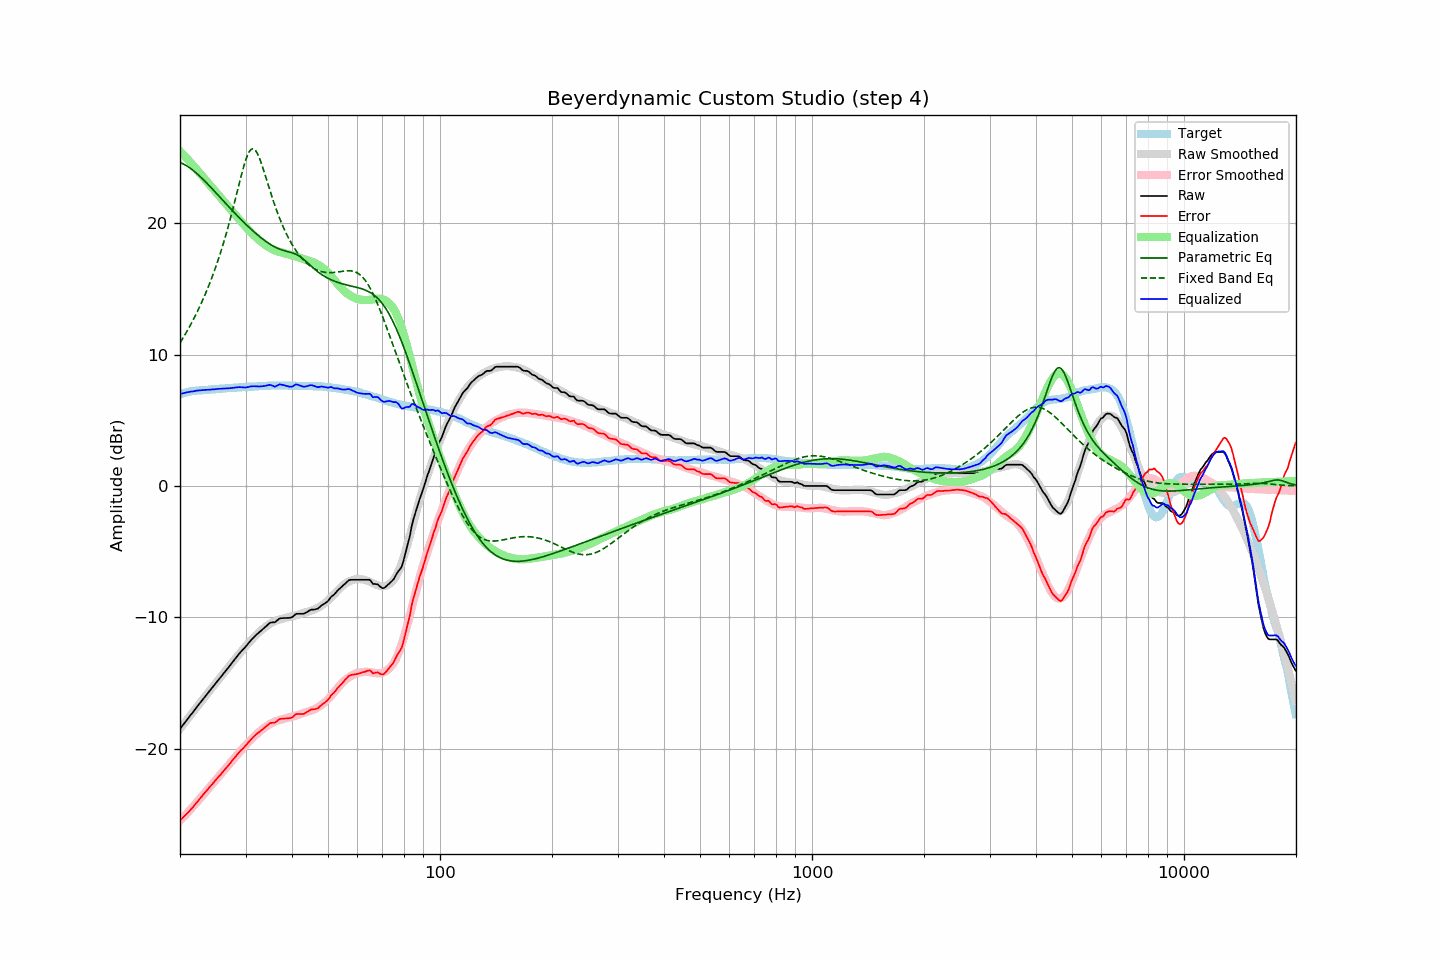 Beyerdynamic Custom Studio (step 4)
Target
Raw Smoothed
Error Smoothed
Raw
Error
Equalization
Parametric Eq
Fixed Band Eq
Equalized
20
10
0
−10
−20
Amplitude (dBr)
100
1000
10000
Frequency (Hz)